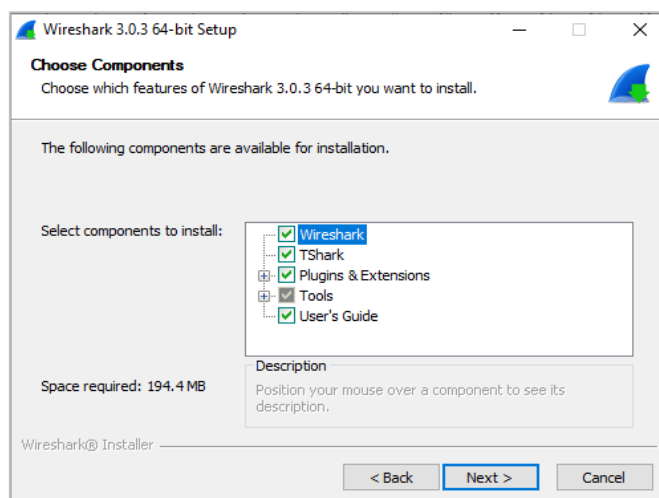 Wireshark 3.0.3 64-bit Setup
Choose Components
Choose which features of Wireshark 3.0.3 64-bit you want to install.
The following components are available for installation.
Select components to install:
Wireshark
TShark
Plugins & Extensions
Tools
User's Guide
Space required: 194.4 MB
Description
Position your mouse over a component to see its
description.
Wireshark® Installer
< Back
Next >
Cancel